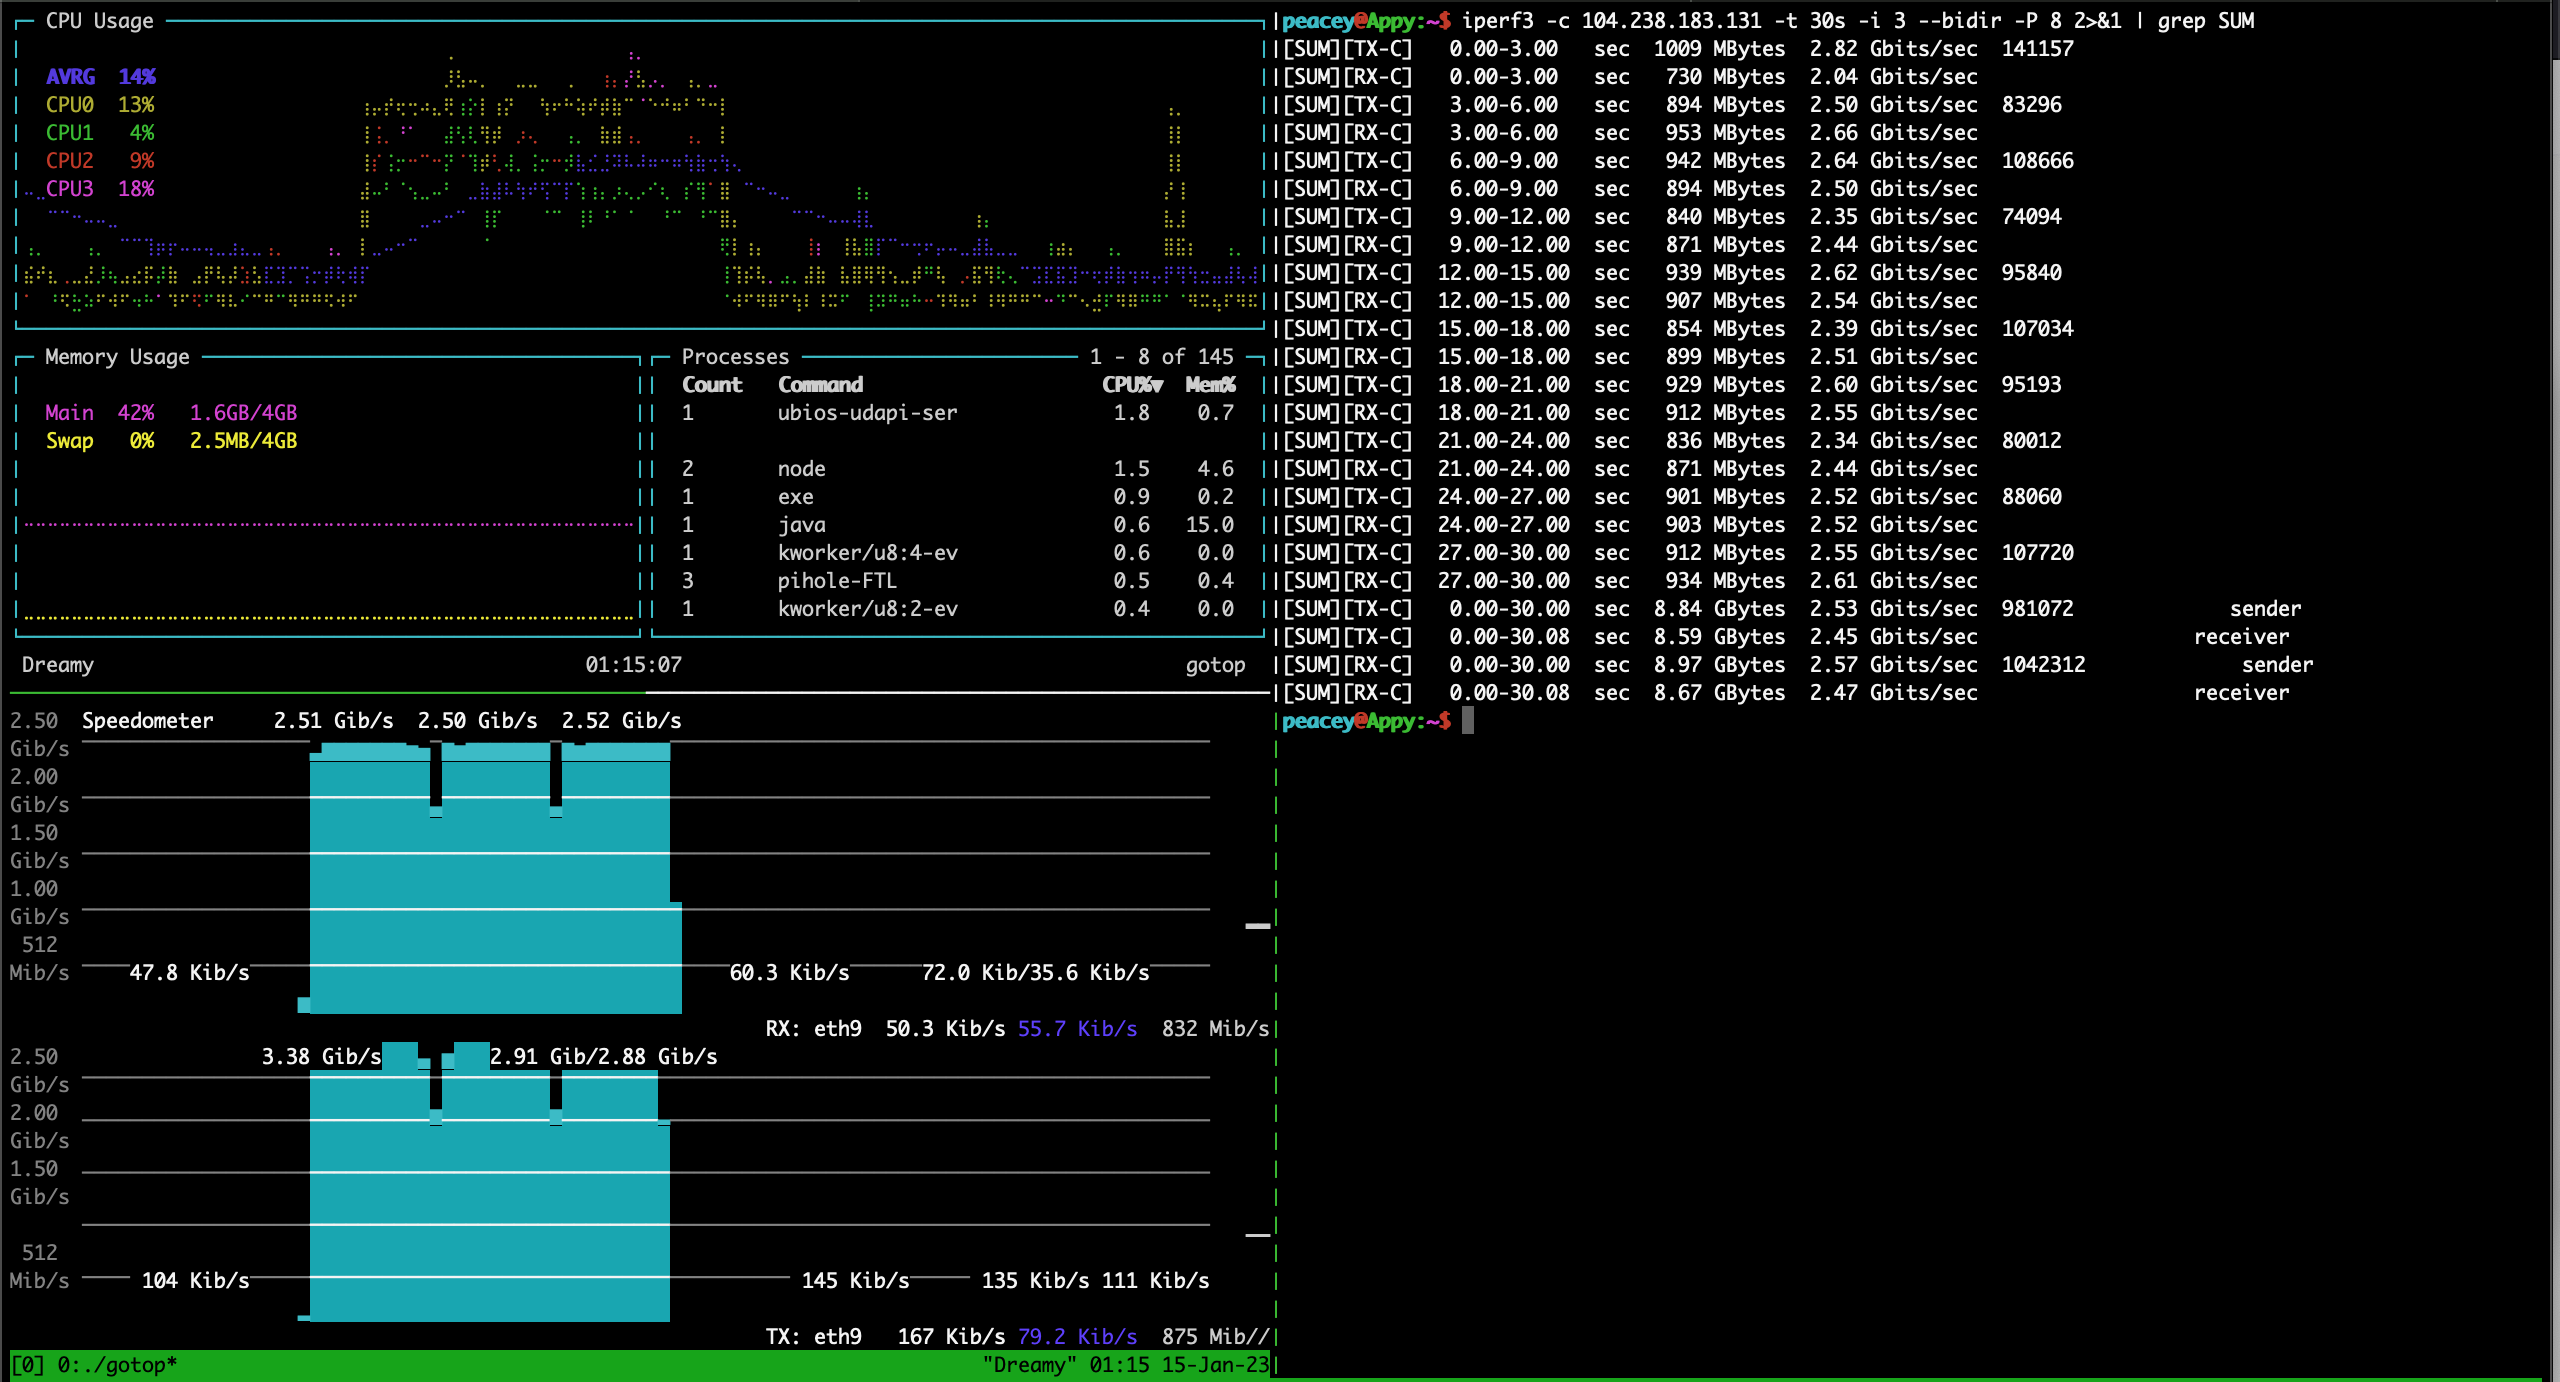 CPU Usage
AVRG 14%
CPU0 13%
CPU1 4%
CPU2 9%
CPU3 18%
Memory Usage
Main 42% 1.6GB/4GB
Swap 0% 2.5MB/4GB
Processes 1 - 8 of 145
Count Command CPU%▼ Mem%
1 ubios-udapi-ser 1.8 0.7
2 node 1.5 4.6
1 exe 0.9 0.2
1 java 0.6 15.0
1 kworker/u8:4-ev 0.6 0.0
3 pihole-FTL 0.5 0.4
1 kworker/u8:2-ev 0.4 0.0
Dreamy 01:15:07 gotop
2.50 Speedometer 2.51 Gib/s 2.50 Gib/s 2.52 Gib/s
Gib/s
2.00
Gib/s
1.50
Gib/s
1.00
Gib/s
512
Mib/s 47.8 Kib/s 60.3 Kib/s 72.0 Kib/35.6 Kib/s
RX: eth9 50.3 Kib/s 55.7 Kib/s 832 Mib/s
2.50 3.38 Gib/s 2.91 Gib/2.88 Gib/s
Gib/s
2.00
Gib/s
1.50
Gib/s
512
Mib/s 104 Kib/s 145 Kib/s 135 Kib/s 111 Kib/s
TX: eth9 167 Kib/s 79.2 Kib/s 875 Mib//
[0] 0:./gotop* "Dreamy" 01:15 15-Jan-23
peacey@Appy:~$ iperf3 -c 104.238.183.131 -t 30s -i 3 --bidir -P 8 2>&1 | grep SUM
[SUM][TX-C] 0.00-3.00 sec 1009 MBytes 2.82 Gbits/sec 141157
[SUM][RX-C] 0.00-3.00 sec 730 MBytes 2.04 Gbits/sec
[SUM][TX-C] 3.00-6.00 sec 894 MBytes 2.50 Gbits/sec 83296
[SUM][RX-C] 3.00-6.00 sec 953 MBytes 2.66 Gbits/sec
[SUM][TX-C] 6.00-9.00 sec 942 MBytes 2.64 Gbits/sec 108666
[SUM][RX-C] 6.00-9.00 sec 894 MBytes 2.50 Gbits/sec
[SUM][TX-C] 9.00-12.00 sec 840 MBytes 2.35 Gbits/sec 74094
[SUM][RX-C] 9.00-12.00 sec 871 MBytes 2.44 Gbits/sec
[SUM][TX-C] 12.00-15.00 sec 939 MBytes 2.62 Gbits/sec 95840
[SUM][RX-C] 12.00-15.00 sec 907 MBytes 2.54 Gbits/sec
[SUM][TX-C] 15.00-18.00 sec 854 MBytes 2.39 Gbits/sec 107034
[SUM][RX-C] 15.00-18.00 sec 899 MBytes 2.51 Gbits/sec
[SUM][TX-C] 18.00-21.00 sec 929 MBytes 2.60 Gbits/sec 95193
[SUM][RX-C] 18.00-21.00 sec 912 MBytes 2.55 Gbits/sec
[SUM][TX-C] 21.00-24.00 sec 836 MBytes 2.34 Gbits/sec 80012
[SUM][RX-C] 21.00-24.00 sec 871 MBytes 2.44 Gbits/sec
[SUM][TX-C] 24.00-27.00 sec 901 MBytes 2.52 Gbits/sec 88060
[SUM][RX-C] 24.00-27.00 sec 903 MBytes 2.52 Gbits/sec
[SUM][TX-C] 27.00-30.00 sec 912 MBytes 2.55 Gbits/sec 107720
[SUM][RX-C] 27.00-30.00 sec 934 MBytes 2.61 Gbits/sec
[SUM][TX-C] 0.00-30.00 sec 8.84 GBytes 2.53 Gbits/sec 981072 sender
[SUM][TX-C] 0.00-30.08 sec 8.59 GBytes 2.45 Gbits/sec receiver
[SUM][RX-C] 0.00-30.00 sec 8.97 GBytes 2.57 Gbits/sec 1042312 sender
[SUM][RX-C] 0.00-30.08 sec 8.67 GBytes 2.47 Gbits/sec receiver
peacey@Appy:~$